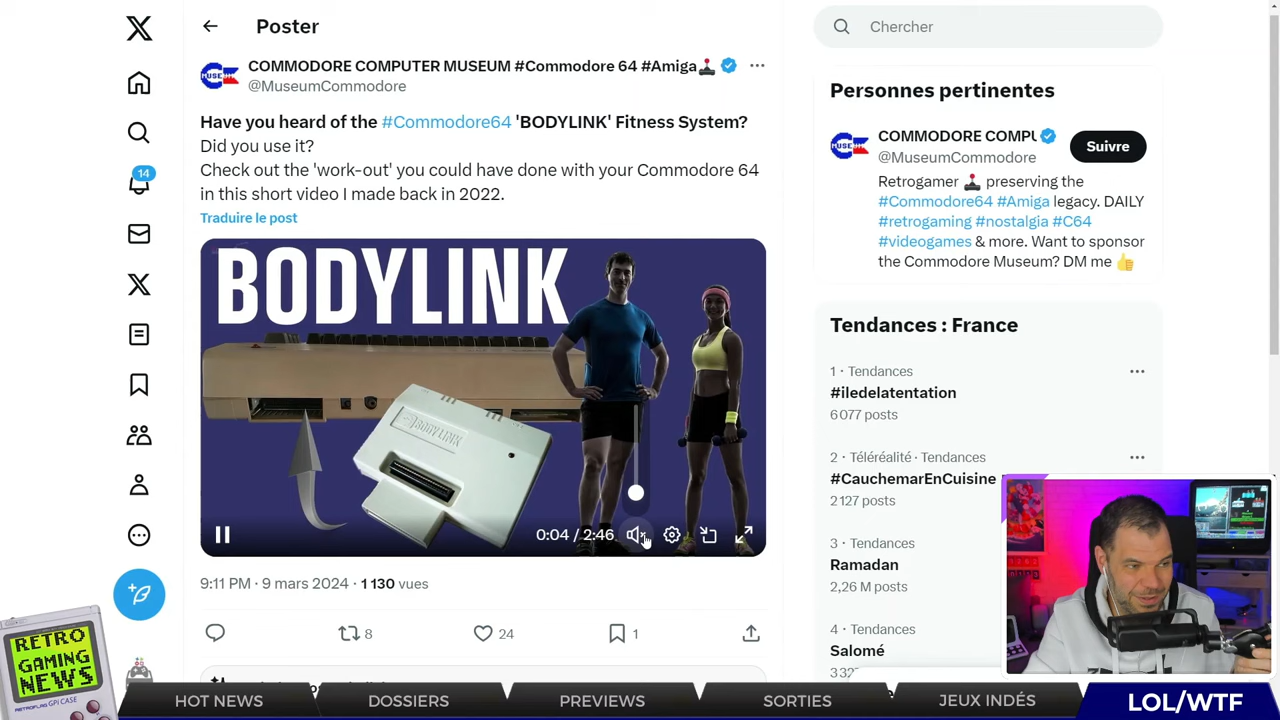 Poster
Chercher
COMMODORE COMPUTER MUSEUM #Commodore 64 #Amiga
@MuseumCommodore
Have you heard of the #Commodore64 'BODYLINK' Fitness System?
Did you use it?
Check out the 'work-out' you could have done with your Commodore 64
in this short video I made back in 2022.
Traduire le post
14
BODYLINK
BODY LINK
0:04 / 2:46
9:11 PM · 9 mars 2024 · 1 130 vues
8
24
1
Personnes pertinentes
COMMODORE COMPU
@MuseumCommodore
Suivre
Retrogamer preserving the
#Commodore64 #Amiga legacy. DAILY
#retrogaming #nostalgia #C64
#videogames & more. Want to sponsor
the Commodore Museum? DM me
Tendances : France
1 · Tendances
#iledelatentation
6 077 posts
2 · Téléréalité · Tendances
#CauchemarEnCuisine
2 127 posts
3 · Tendances
Ramadan
2,26 M posts
4 · Tendances
Salomé
RETRO
GAMING
NEWS
RETROFLAG GPI CASE
HOT NEWS
DOSSIERS
PREVIEWS
SORTIES
JEUX INDÉS
LOL/WTF